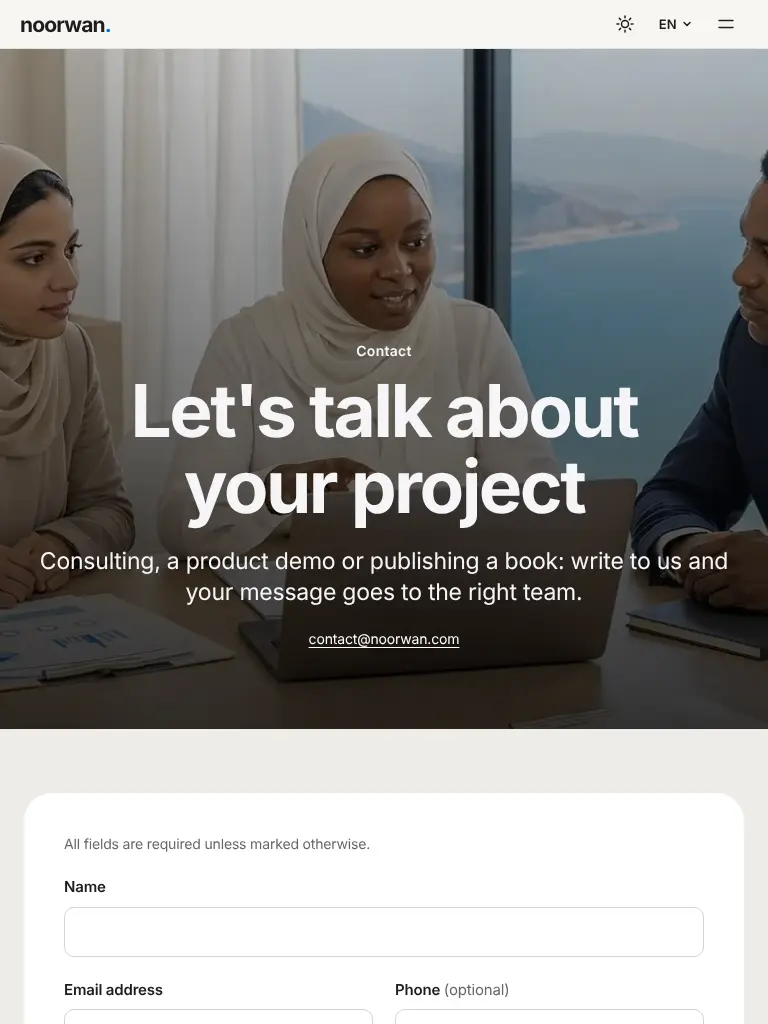 noorwan.
EN
Contact
Let's talk about
your project
Consulting, a product demo or publishing a book: write to us and
your message goes to the right team.
contact@noorwan.com
All fields are required unless marked otherwise.
Name
Email address
Phone (optional)